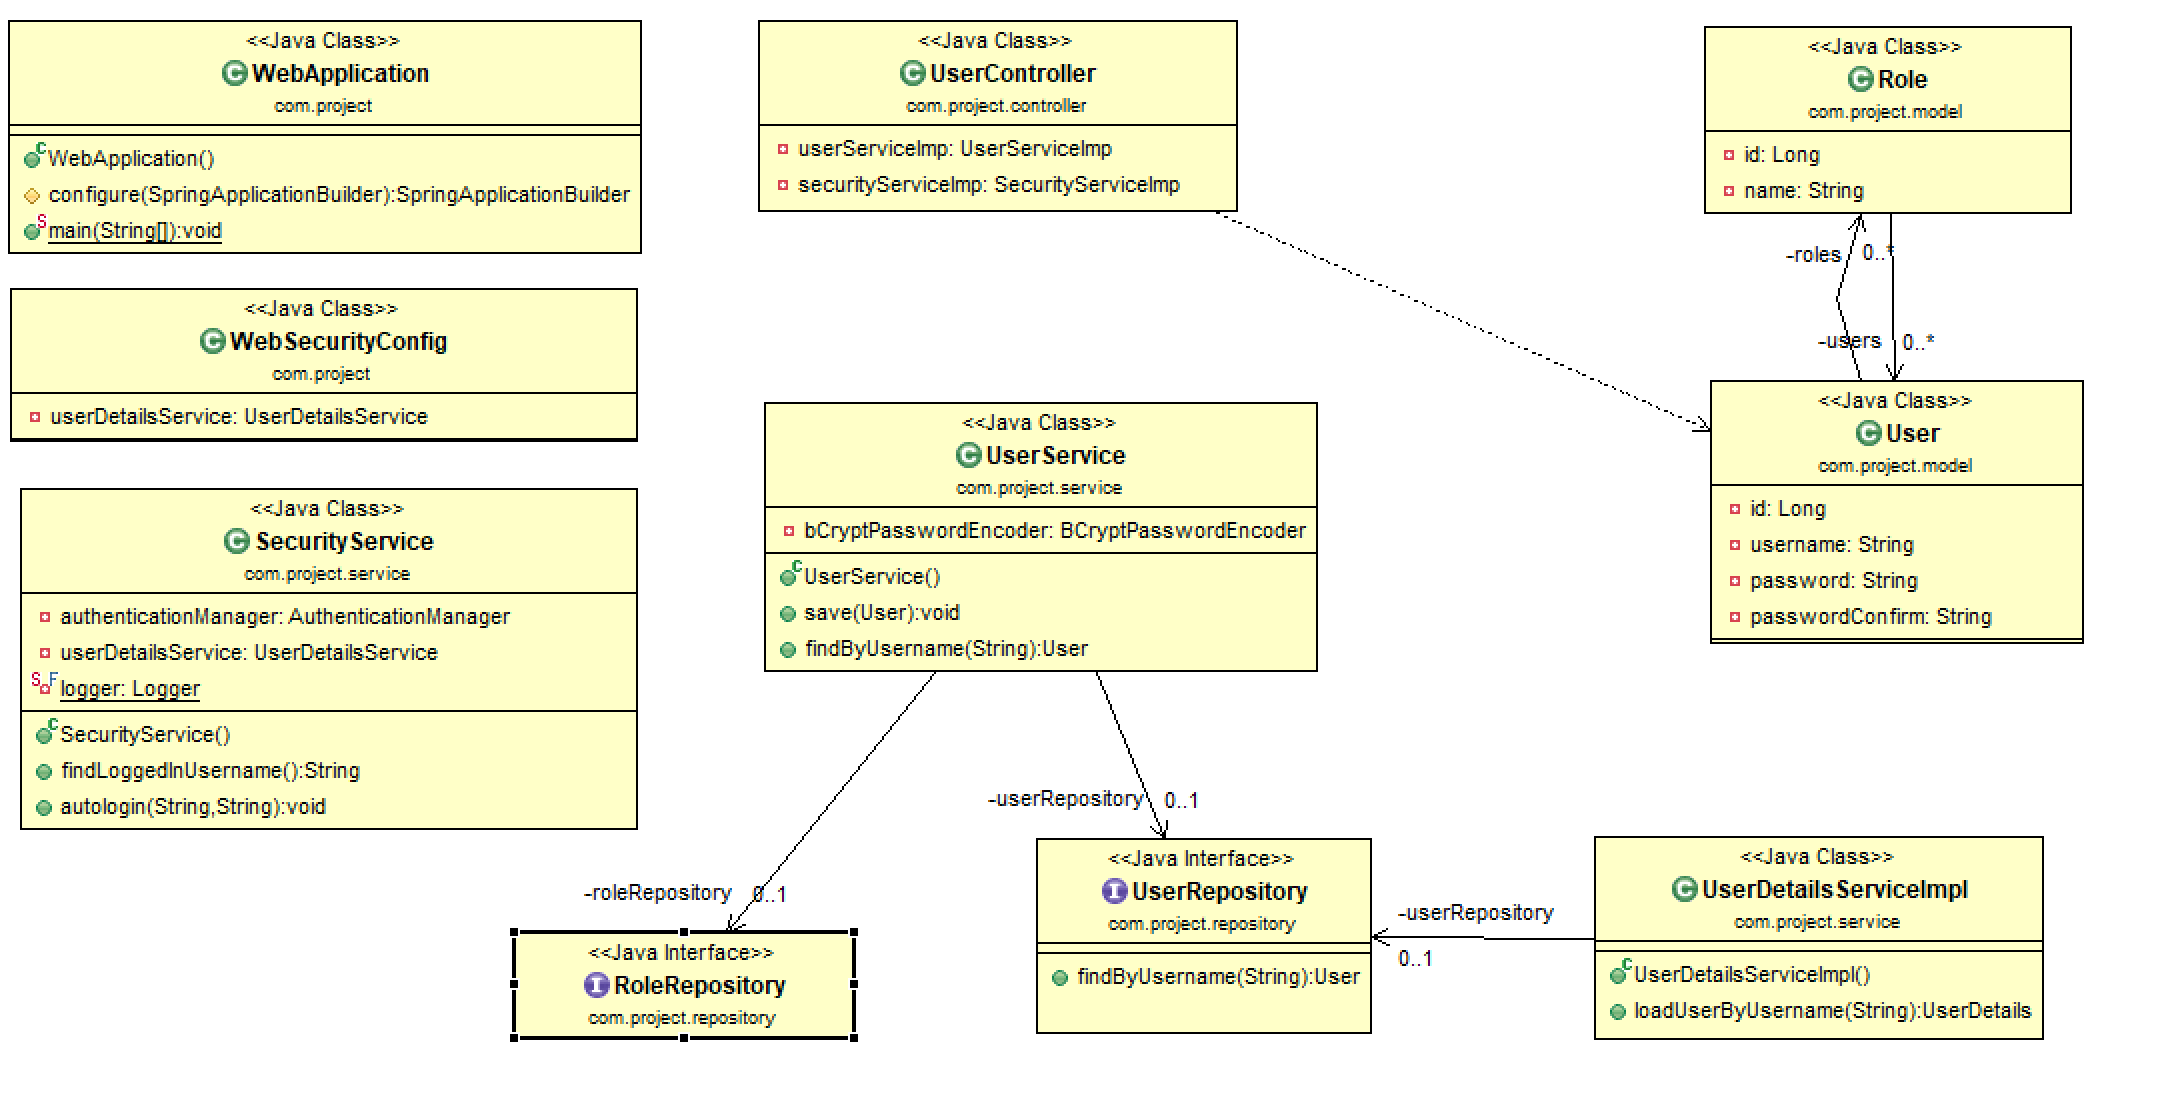 <<Java Class>>
WebApplication
com.project
WebApplication()
configure(SpringApplicationBuilder):SpringApplicationBuilder
main(String[]):void
<<Java Class>>
UserController
com.project.controller
userServiceImp: UserServiceImp
securityServiceImp: SecurityServiceImp
<<Java Class>>
Role
com.project.model
id: Long
name: String
-roles 0..*
-users 0..*
<<Java Class>>
WebSecurityConfig
com.project
userDetailsService: UserDetailsService
<<Java Class>>
UserService
com.project.service
bCryptPasswordEncoder: BCryptPasswordEncoder
UserService()
save(User):void
findByUsername(String):User
<<Java Class>>
User
com.project.model
id: Long
username: String
password: String
passwordConfirm: String
<<Java Class>>
SecurityService
com.project.service
authenticationManager: AuthenticationManager
userDetailsService: UserDetailsService
logger: Logger
SecurityService()
findLoggedInUsername():String
autologin(String,String):void
-userRepository 0..1
-roleRepository 0..1
<<Java Interface>>
RoleRepository
com.project.repository
<<Java Interface>>
UserRepository
com.project.repository
findByUsername(String):User
-userRepository
0..1
<<Java Class>>
UserDetailsServiceImpl
com.project.service
UserDetailsServiceImpl()
loadUserByUsername(String):UserDetails